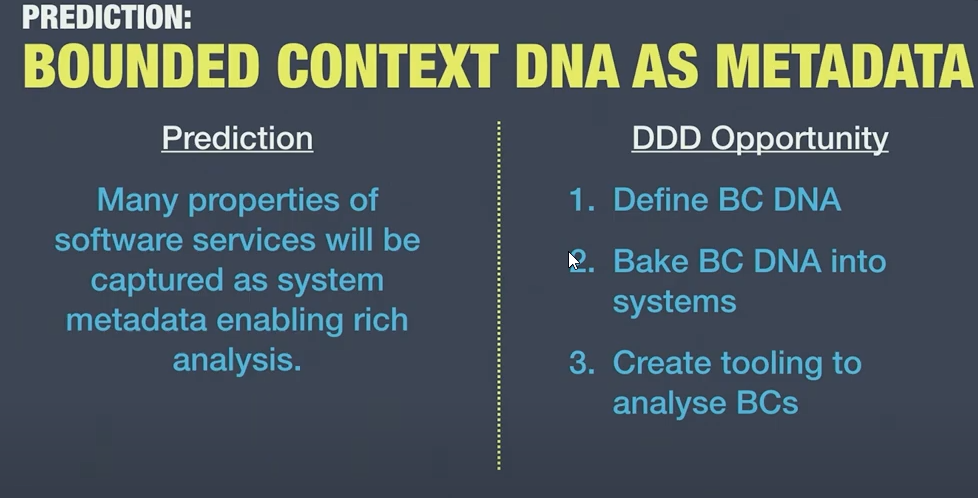 PREDICTION:
BOUNDED CONTEXT DNA AS METADATA
Prediction
Many properties of
software services will be
captured as system
metadata enabling rich
analysis.
DDD Opportunity
1. Define BC DNA
2. Bake BC DNA into
systems
3. Create tooling to
analyse BCs